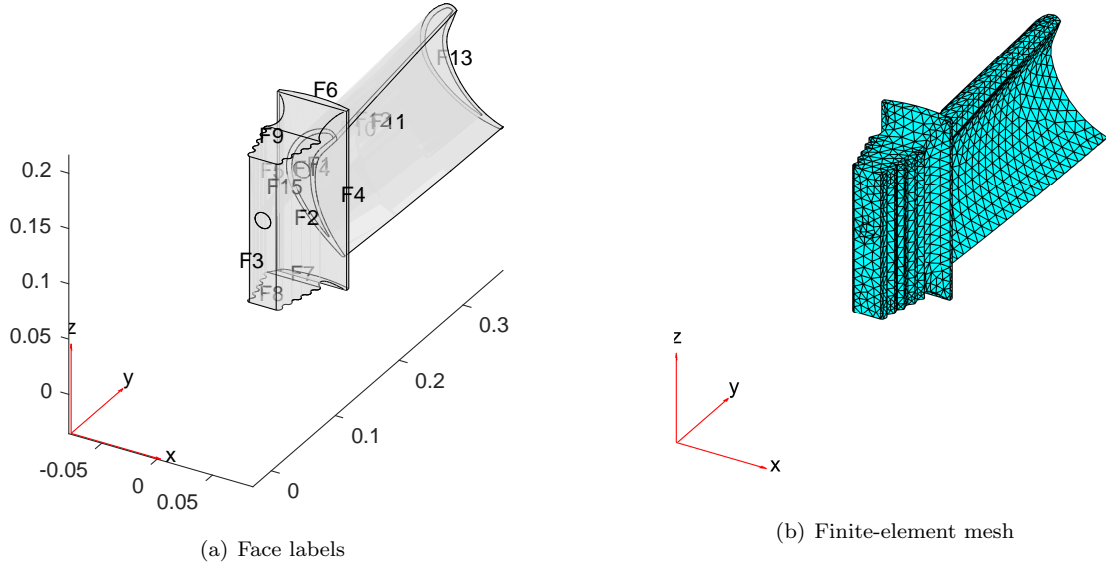 F13
F6
F11
F9
F15
F4
F2
F3
F7
F8
0.2
0.15
0.1
0.05
0
z
y
x
-0.05
0
0.05
0
0.1
0.2
0.3
(a) Face labels
z
y
x
(b) Finite-element mesh